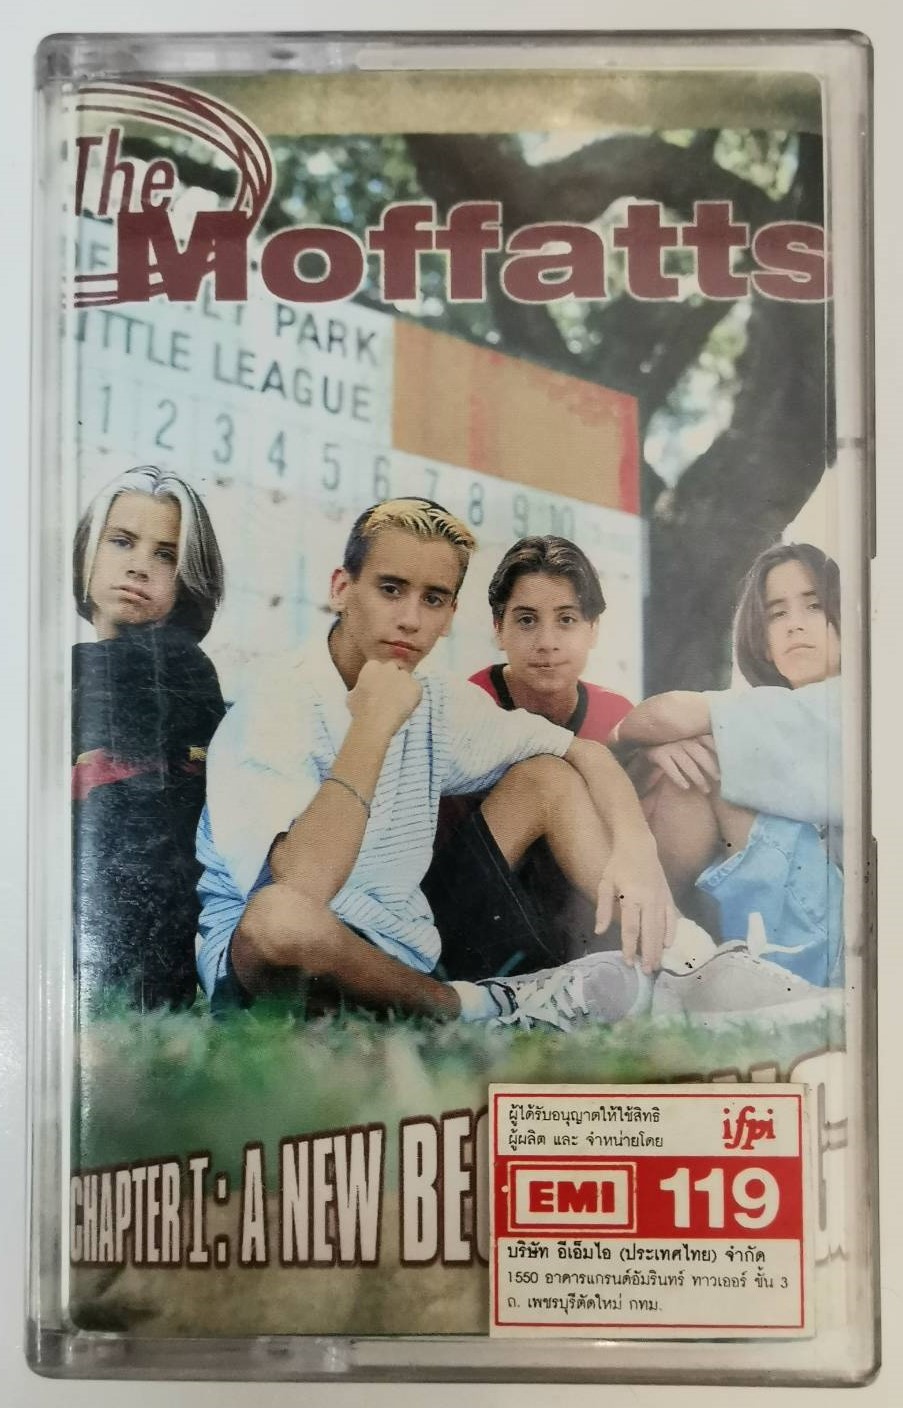 The
Moffatts
PARK
LITTLE LEAGUE
1 2 3 4 5 6 7 8 9 10
CHAPTER I: A NEW
ผู้ได้รับอนุญาตให้ใช้สิทธิ
ผู้ผลิต และ จำหน่ายโดย
ifpi
EMI 119
บริษัท อีเอ็มไอ (ประเทศไทย) จำกัด
1550 อาคารแกรนด์อัมรินทร์ ทาวเออร์ ชั้น 3
ถ. เพชรบุรีตัดใหม่ กทม.